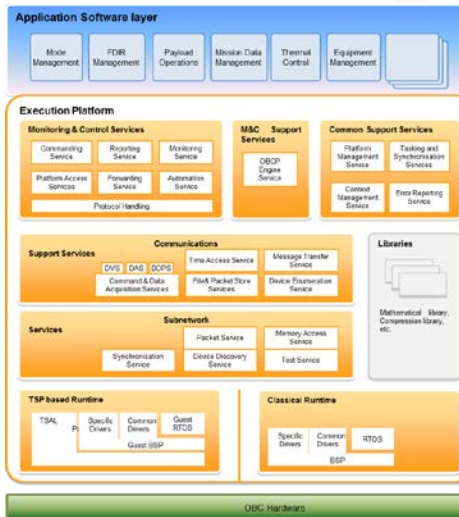 Application Software layer
Mode Management
FDIR Management
Payload Operations
Mission Data Management
Thermal Control
Equipment Management
Execution Platform
Monitoring & Control Services
Commanding Service
Reporting Service
Monitoring Service
Platform Access Services
Forwarding Service
Automation Service
Protocol Handling
M&C Support Services
OBCP Engine Service
Common Support Services
Platform Management Service
Tasking and Synchronisation Services
Context Management Service
Error Reporting Service
Communications
Support Services
DVS DAS DDPS
Command & Data Acquisition Services
Time Access Service
Message Transfer Service
File& Packet Store Services
Device Enumeration Service
Libraries
Mathematical library,
Compression library,
etc.
Subnetwork
Services
Packet Service
Memory Access Service
Synchronisation Service
Device Discovery Service
Test Service
TSP based Runtime
TSAL
Specific Drivers
Common Drivers
Guest RTOS
Guest BSP
Classical Runtime
Specific Drivers
Common Drivers
RTOS
BSP
OBC Hardware